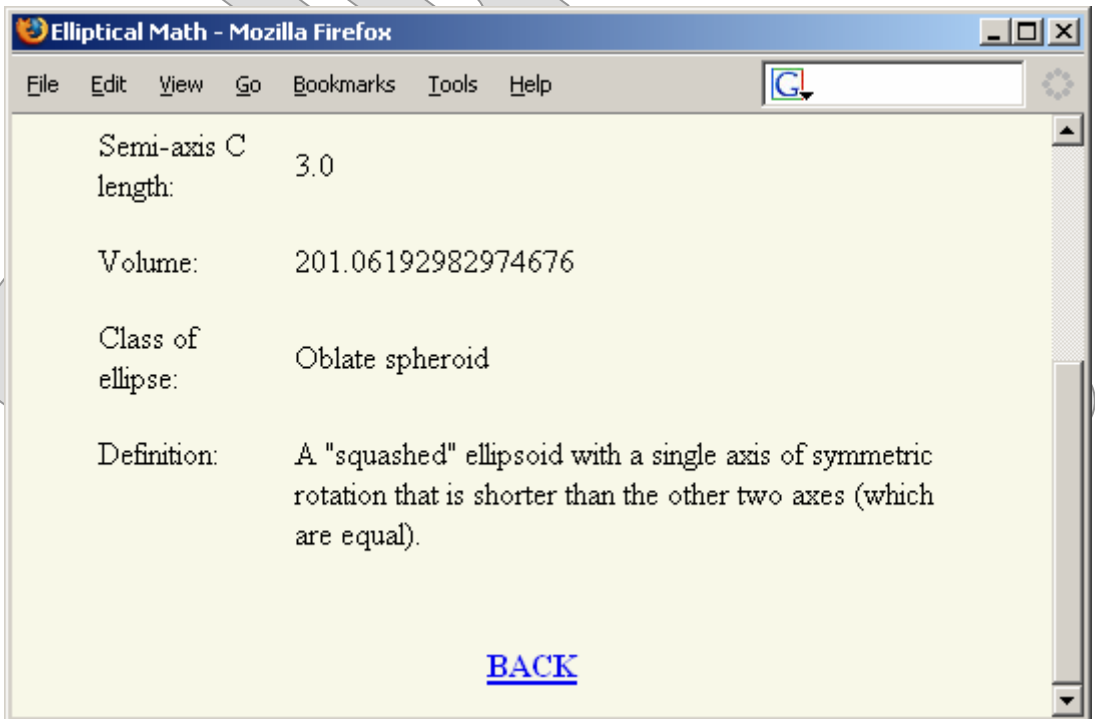 Elliptical Math - Mozilla Firefox
File Edit View Go Bookmarks Tools Help
G
Semi-axis C
length:
3.0
Volume: 201.06192982974676
Class of
ellipse:
Oblate spheroid
Definition: A "squashed" ellipsoid with a single axis of symmetric
rotation that is shorter than the other two axes (which
are equal).
BACK